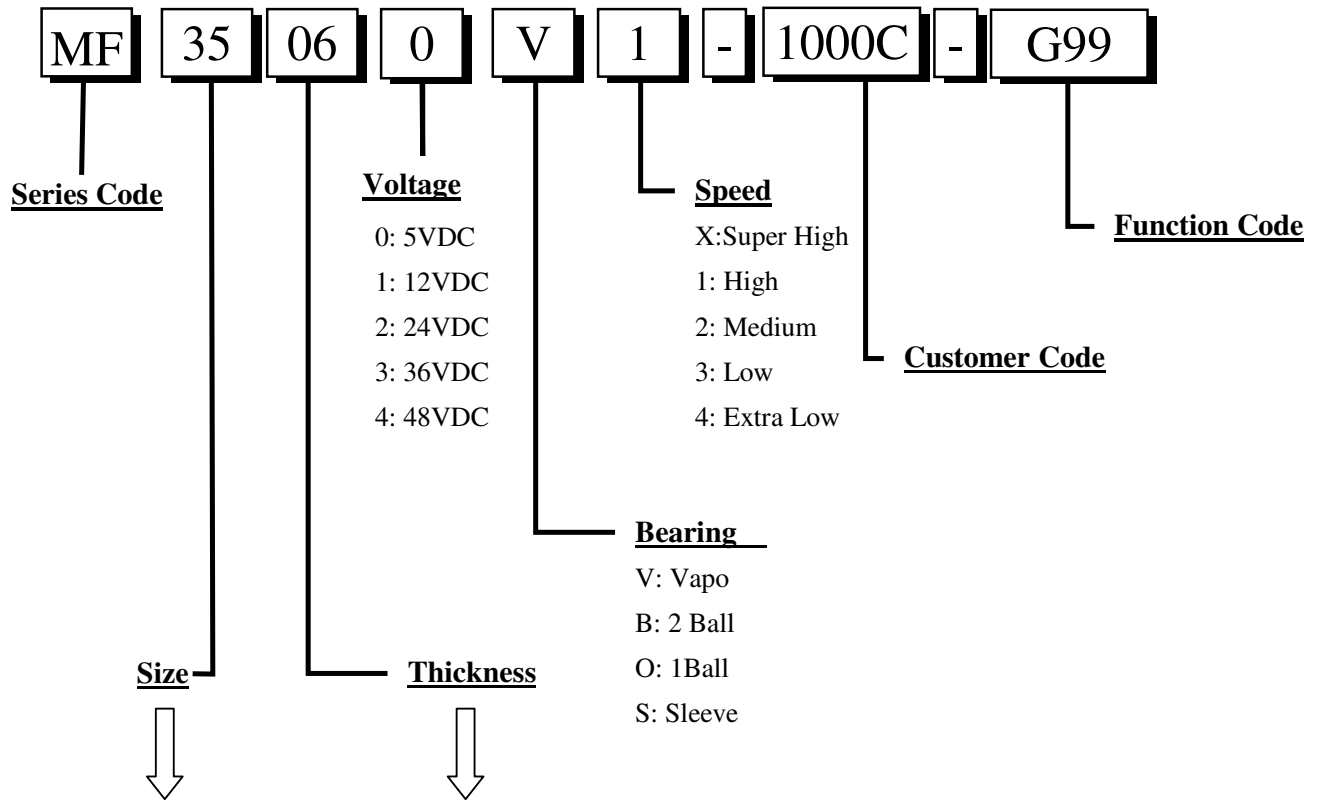 MF 35 06 0 V 1 - 1000C - G99
Series Code
Voltage
0: 5VDC
1: 12VDC
2: 24VDC
3: 36VDC
4: 48VDC
Speed
X:Super High
1: High
2: Medium
3: Low
4: Extra Low
Function Code
Customer Code
Bearing
V: Vapo
B: 2 Ball
O: 1Ball
S: Sleeve
Size
Thickness